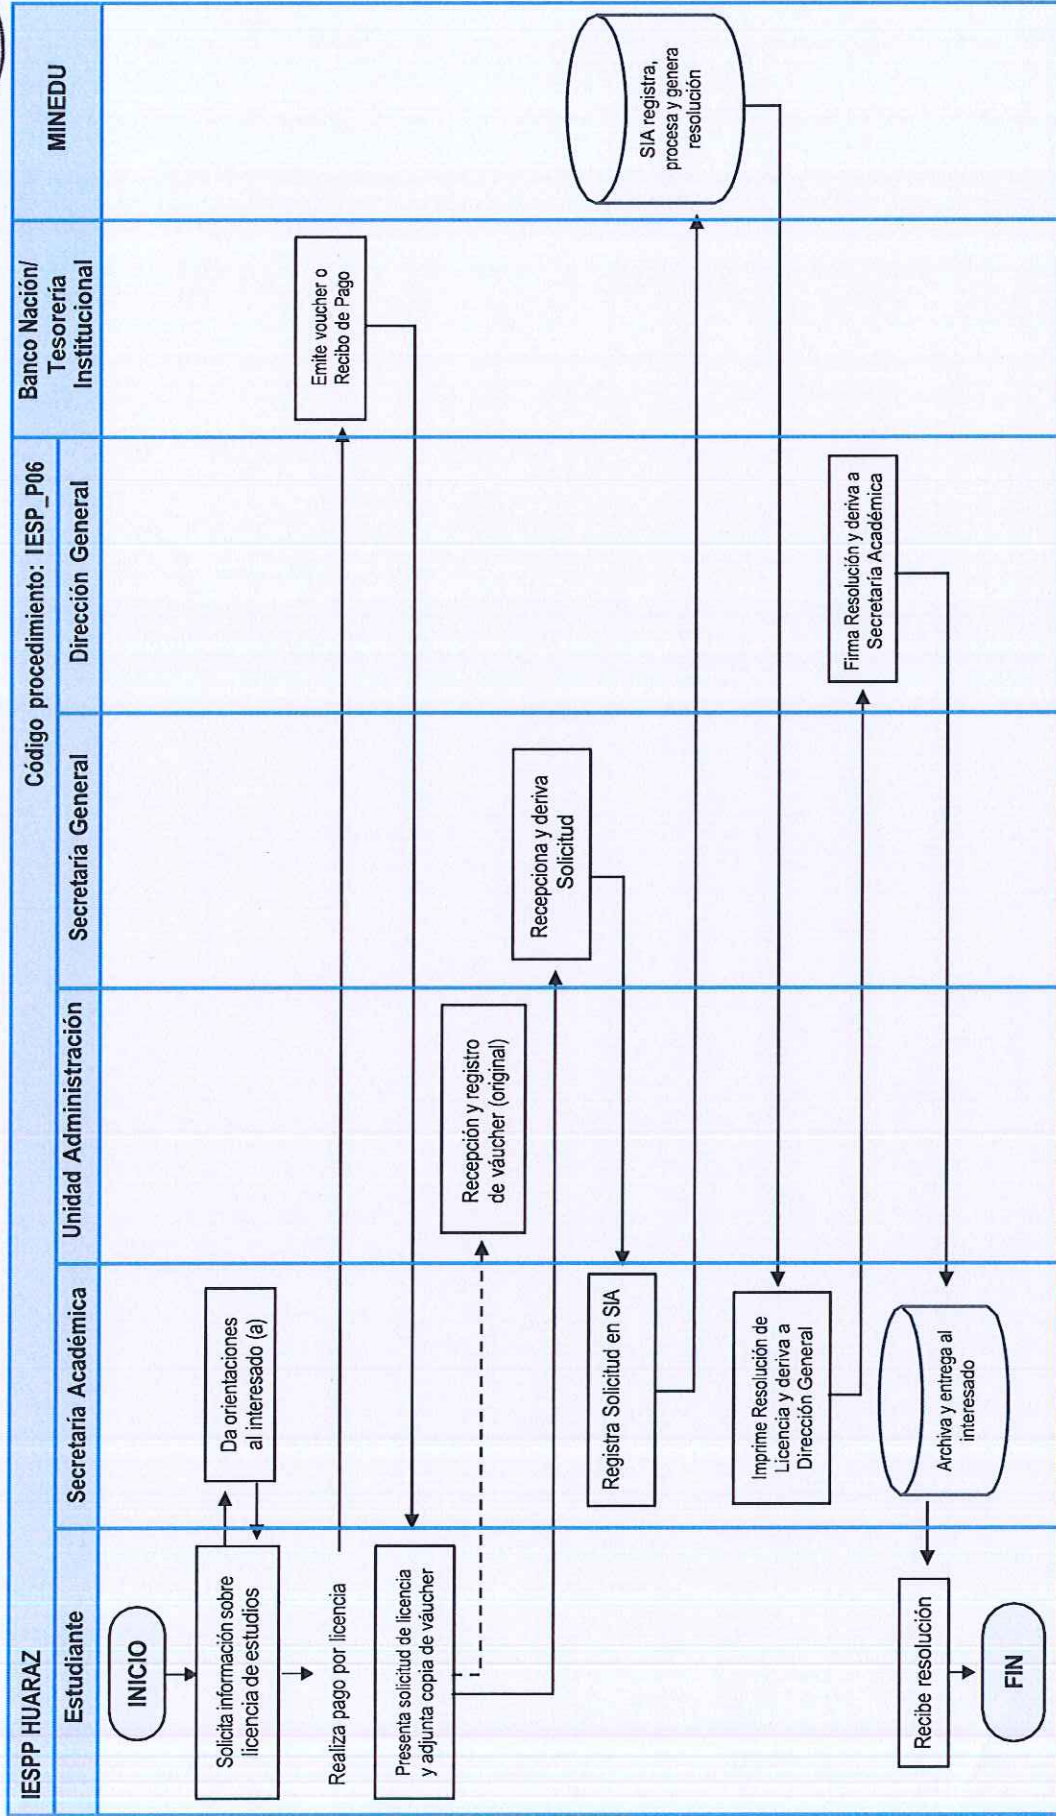 IESPP HUARAZ
Código procedimiento: IESP_P06
Estudiante
Secretaría Académica
Unidad Administración
Secretaría General
Dirección General
Banco Nación/
Tesorería
Institucional
MINEDU
INICIO
Solicita información sobre
licencia de estudios
Da orientaciones
al interesado (a)
Realiza pago por licencia
Emite voucher o
Recibo de Pago
Presenta solicitud de licencia
y adjunta copia de váucher
Recepción y registro
de váucher (original)
Recepciona y deriva
Solicitud
Registra Solicitud en SIA
SIA registra,
procesa y genera
resolución
Imprime Resolución de
Licencia y deriva a
Dirección General
Firma Resolución y deriva a
Secretaría Académica
Archiva y entrega al
interesado
Recibe resolución
FIN